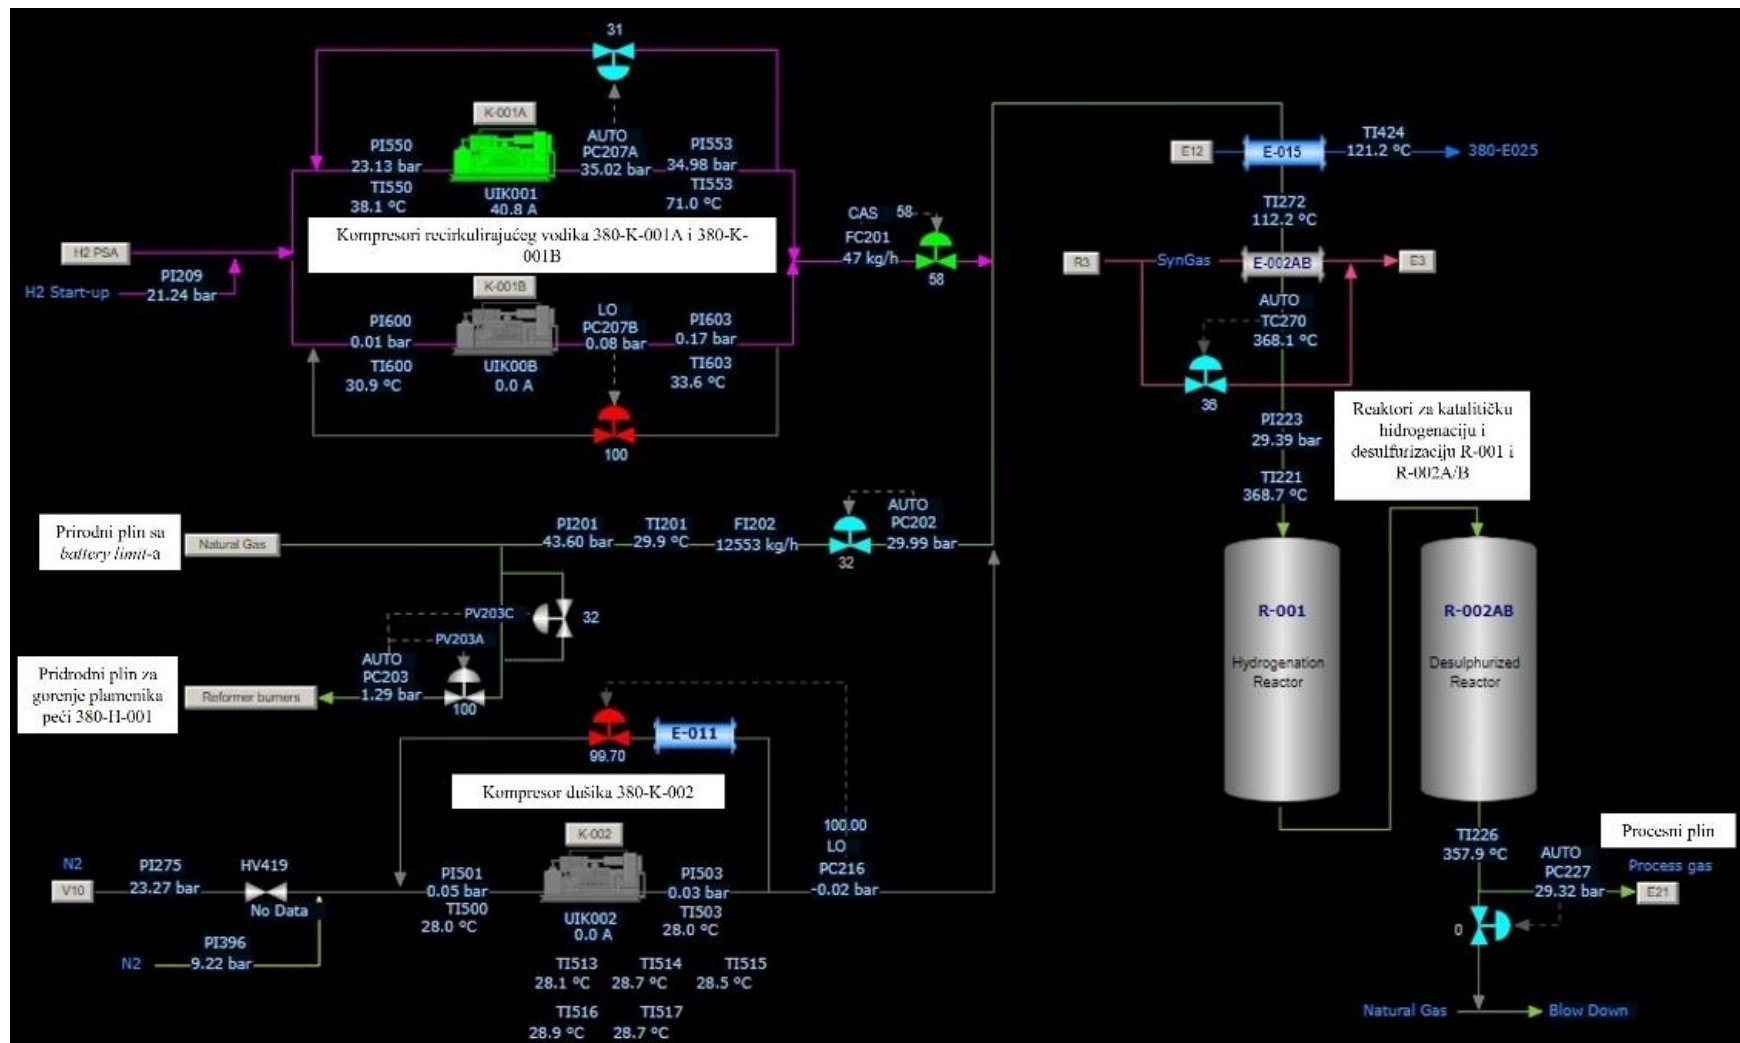 31
K-001A
PI550
23.13 bar
TI550
38.1 °C
UIK001
40.8 A
AUTO
PC207A
35.02 bar
PI553
34.98 bar
TI553
71.0 °C
Kompresori recirkulirajućeg vodika 380-K-001A i 380-K-
001B
H2 PSA
H2 Start-up
PI209
21.24 bar
CAS 58
FC201
47 kg/h
58
K-001B
PI600
0.01 bar
TI600
30.9 °C
UIK00B
0.0 A
LO
PC207B
0.08 bar
PI603
0.17 bar
TI603
33.6 °C
100
E12
E-015
TI424
121.2 °C
380-E025
TI272
112.2 °C
R3
SynGas
E-002AB
E3
AUTO
TC270
368.1 °C
36
PI223
29.39 bar
TI221
368.7 °C
Reaktori za katalitičku
hidrogenaciju i
desulfurizaciju R-001 i
R-002A/B
Prirodni plin sa
battery limit-a
Natural Gas
PI201
43.60 bar
TI201
29.9 °C
FI202
12553 kg/h
32
AUTO
PC202
29.99 bar
PV203C
32
PV203A
AUTO
PC203
1.29 bar
100
Pridrodni plin za
gorenje plamenika
peći 380-H-001
Reformer burners
R-001
Hydrogenation
Reactor
R-002AB
Desulphurized
Reactor
E-011
99.70
Kompresor dušika 380-K-002
K-002
100.00
LO
PC216
-0.02 bar
N2
V10
PI275
23.27 bar
HV419
No Data
PI501
0.05 bar
TI500
28.0 °C
UIK002
0.0 A
PI503
0.03 bar
TI503
28.0 °C
N2
PI396
9.22 bar
TI513
28.1 °C
TI514
28.7 °C
TI515
28.5 °C
TI516
28.9 °C
TI517
28.7 °C
TI226
357.9 °C
Procesni plin
AUTO
PC227
29.32 bar
Process gas
E21
0
Natural Gas
Blow Down